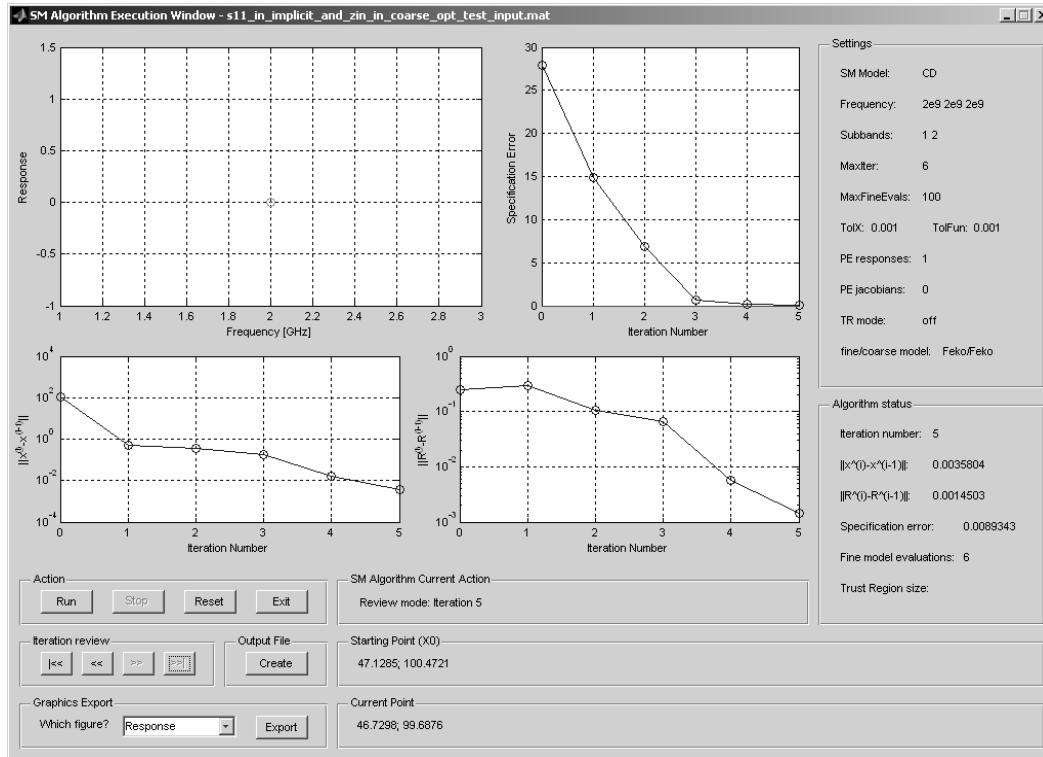 SM Algorithm Execution Window - s11_in_implicit_and_zin_in_coarse_opt_test_input.mat
1.5
1
0.5
0
-0.5
-1
Response
1 1.2 1.4 1.6 1.8 2 2.2 2.4 2.6 2.8 3
Frequency [GHz]
30
25
20
15
10
5
0
Specification Error
0 1 2 3 4 5
Iteration Number
10^4
10^2
10^0
10^-2
10^-4
||x^(i)-x^(i-1)||
0 1 2 3 4 5
Iteration Number
10^0
10^-1
10^-2
10^-3
||R^(i)-R^(i-1)||
0 1 2 3 4 5
Iteration Number
Settings
SM Model: CD
Frequency: 2e9 2e9 2e9
Subbands: 1 2
MaxIter: 6
MaxFineEvals: 100
TolX: 0.001 TolFun: 0.001
PE responses: 1
PE jacobians: 0
TR mode: off
fine/coarse model: Feko/Feko
Algorithm status
Iteration number: 5
||x^(i)-x^(i-1)||: 0.0035804
||R^(i)-R^(i-1)||: 0.0014503
Specification error: 0.0089343
Fine model evaluations: 6
Trust Region size:
Action
Run Stop Reset Exit
SM Algorithm Current Action
Review mode: Iteration 5
Iteration review
|<< << >> >>|
Output File
Create
Starting Point (X0)
47.1285; 100.4721
Graphics Export
Which figure? Response Export
Current Point
46.7298; 99.6876